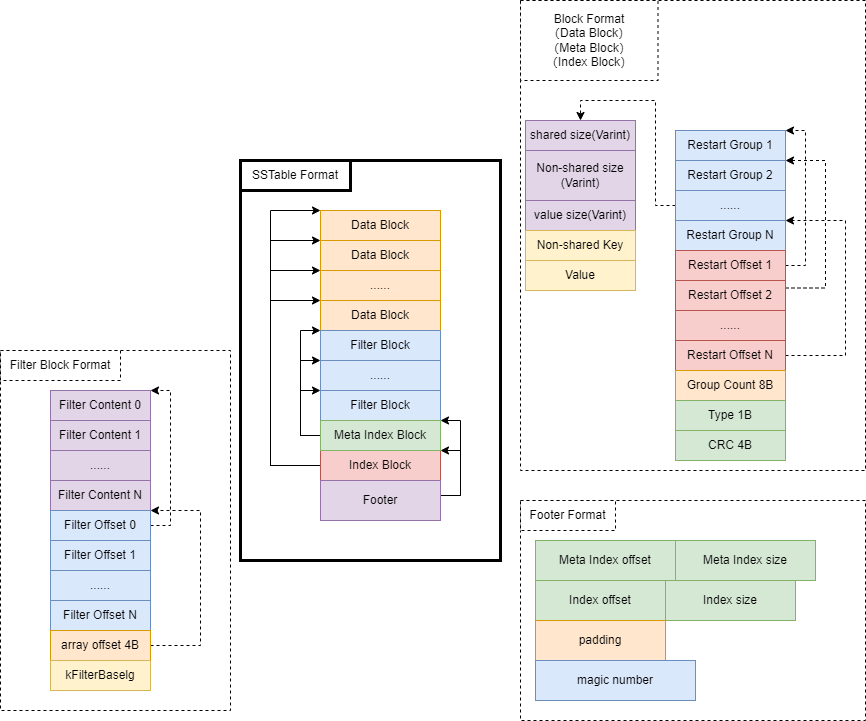 Block Format
(Data Block)
(Meta Block)
(Index Block)
shared size(Varint)
Non-shared size
(Varint)
value size(Varint)
Non-shared Key
Value
Restart Group 1
Restart Group 2
......
Restart Group N
Restart Offset 1
Restart Offset 2
......
Restart Offset N
Group Count 8B
Type 1B
CRC 4B
SSTable Format
Data Block
Data Block
......
Data Block
Filter Block
......
Filter Block
Meta Index Block
Index Block
Footer
Filter Block Format
Filter Content 0
Filter Content 1
......
Filter Content N
Filter Offset 0
Filter Offset 1
......
Filter Offset N
array offset 4B
kFilterBaselg
Footer Format
Meta Index offset
Meta Index size
Index offset
Index size
padding
magic number